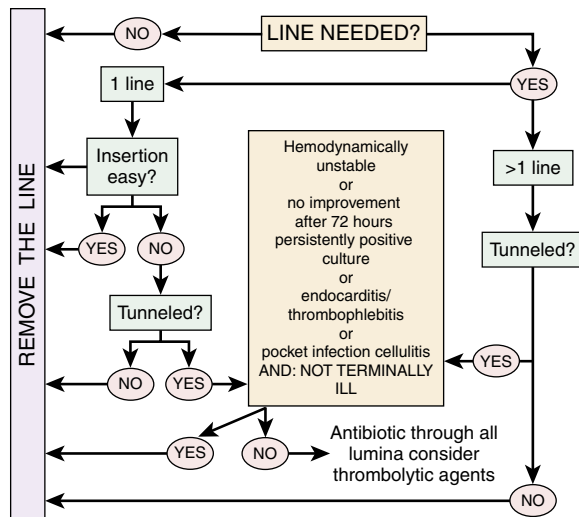 REMOVE THE LINE
LINE NEEDED?
NO
YES
1 line
>1 line
Insertion
easy?
YES
NO
Tunneled?
NO
YES
Hemodynamically
unstable
or
no improvement
after 72 hours
persistently positive
culture
or
endocarditis/
thrombophlebitis
or
pocket infection cellulitis
AND: NOT TERMINALLY
ILL
Tunneled?
YES
NO
YES
NO
Antibiotic through all
lumina consider
thrombolytic agents